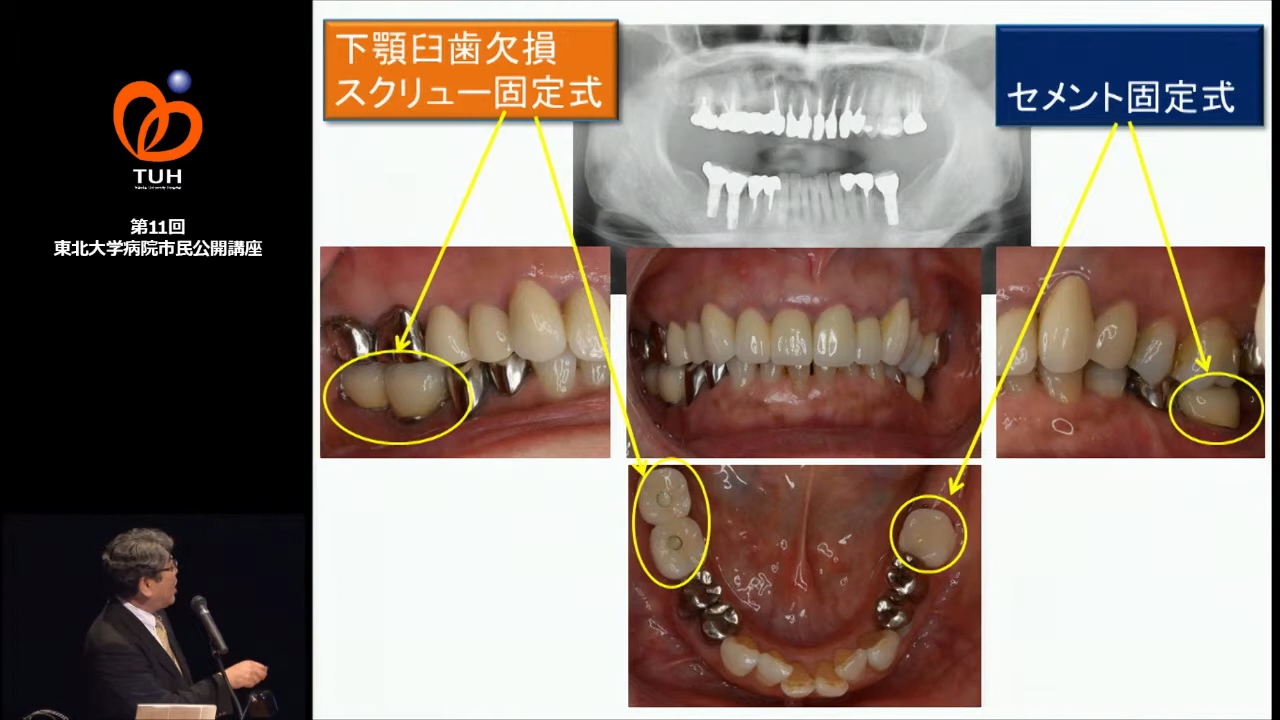 TUH
第11回
東北大学病院市民公開講座
下顎臼歯欠損
スクリュー固定式
セメント固定式